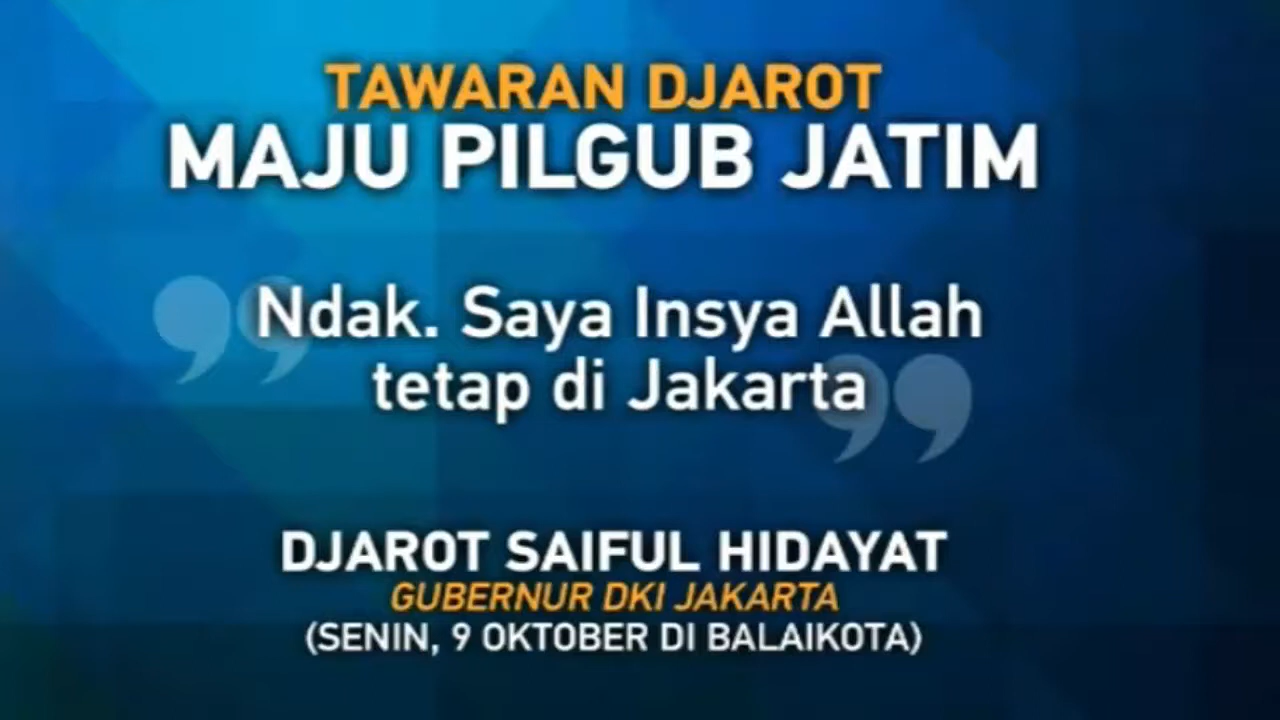 TAWARAN DJAROT
MAJU PILGUB JATIM
Ndak. Saya Insya Allah
tetap di Jakarta
DJAROT SAIFUL HIDAYAT
GUBERNUR DKI JAKARTA
(SENIN, 9 OKTOBER DI BALAIKOTA)